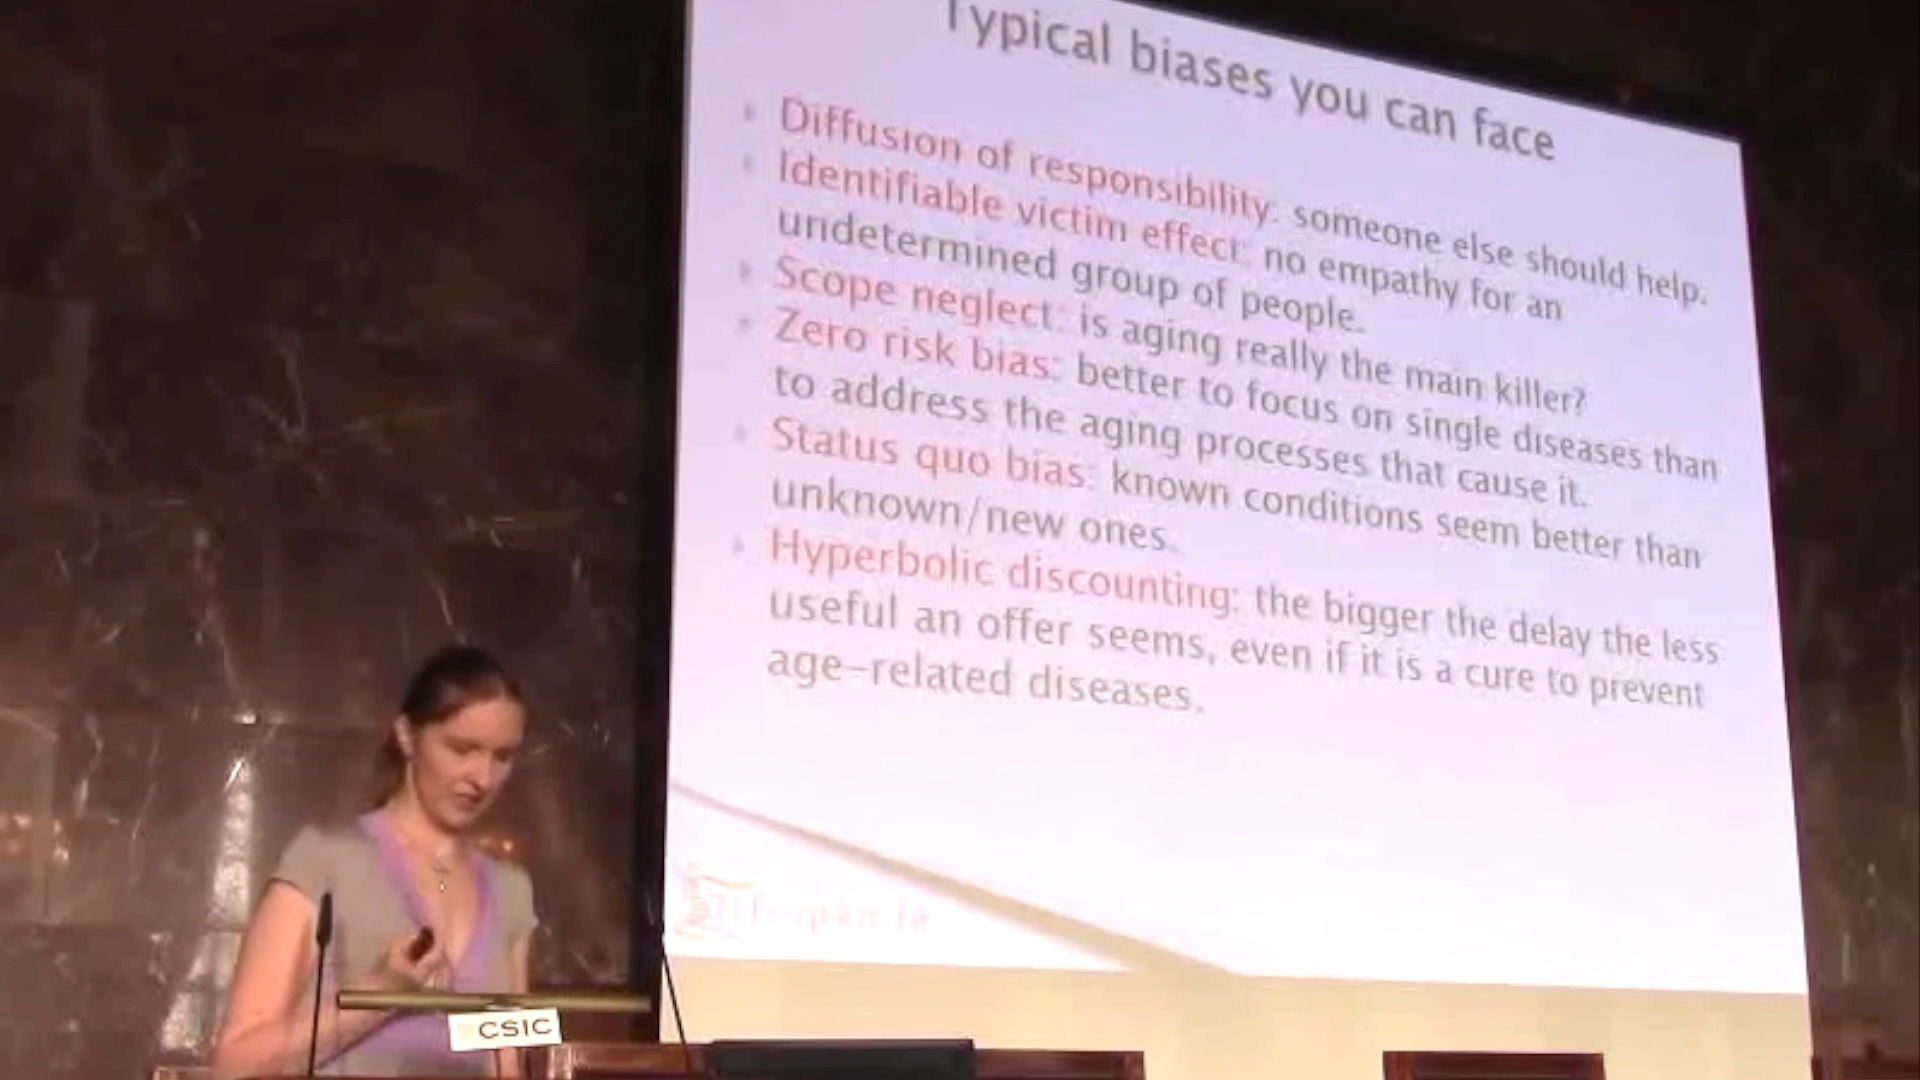 Typical biases you can face
Diffusion of responsibility: someone else should help.
Identifiable victim effect: no empathy for an
undetermined group of people.
Scope neglect: is aging really the main killer?
Zero risk bias: better to focus on single diseases than
to address the aging processes that cause it.
Status quo bias: known conditions seem better than
unknown/new ones.
Hyperbolic discounting: the bigger the delay the less
useful an offer seems, even if it is a cure to prevent
age-related diseases.
CSIC